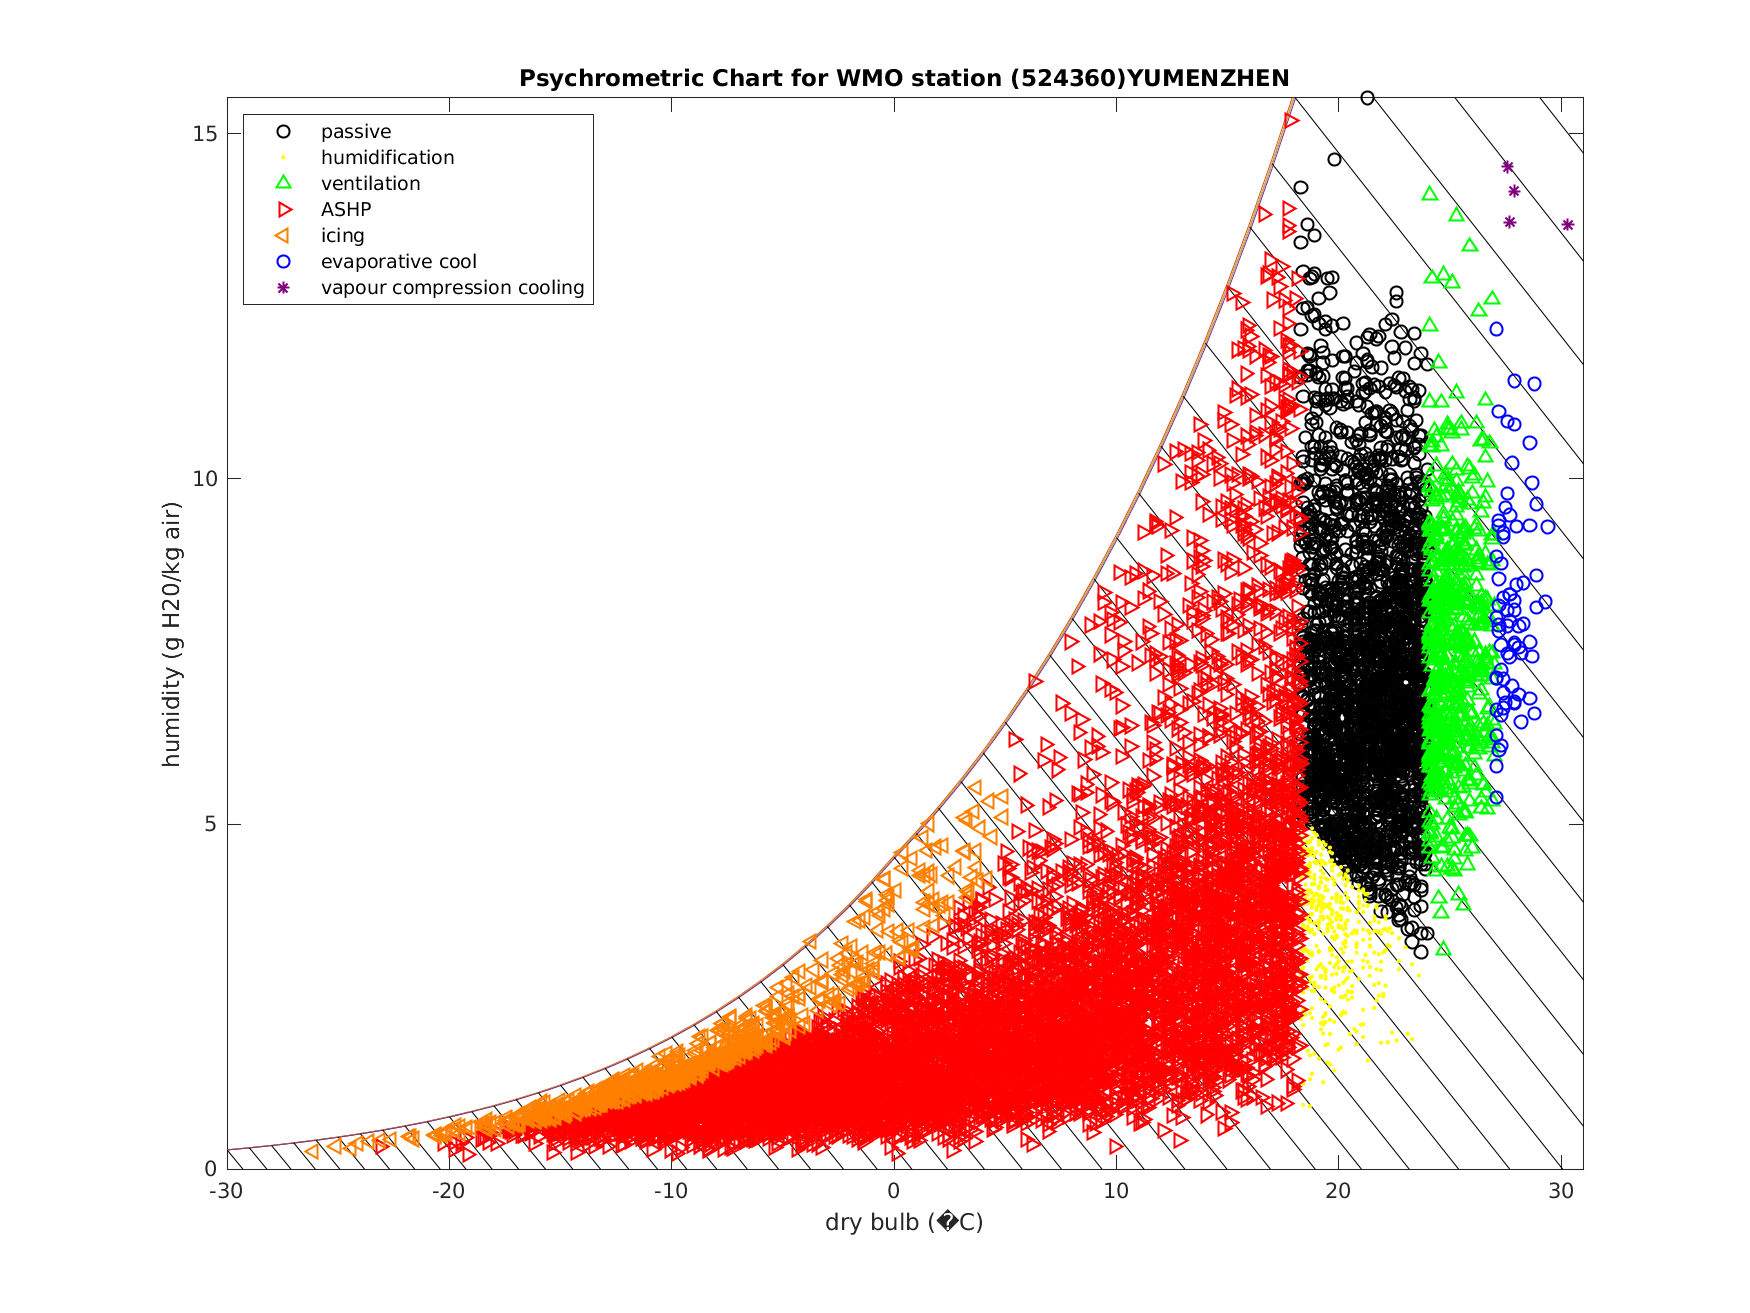 Psychrometric Chart for WMO station (524360)YUMENZHEN
passive
humidification
ventilation
ASHP
icing
evaporative cool
vapour compression cooling
humidity (g H20/kg air)
15
10
5
0
-30 -20 -10 0 10 20 30
dry bulb (�C)